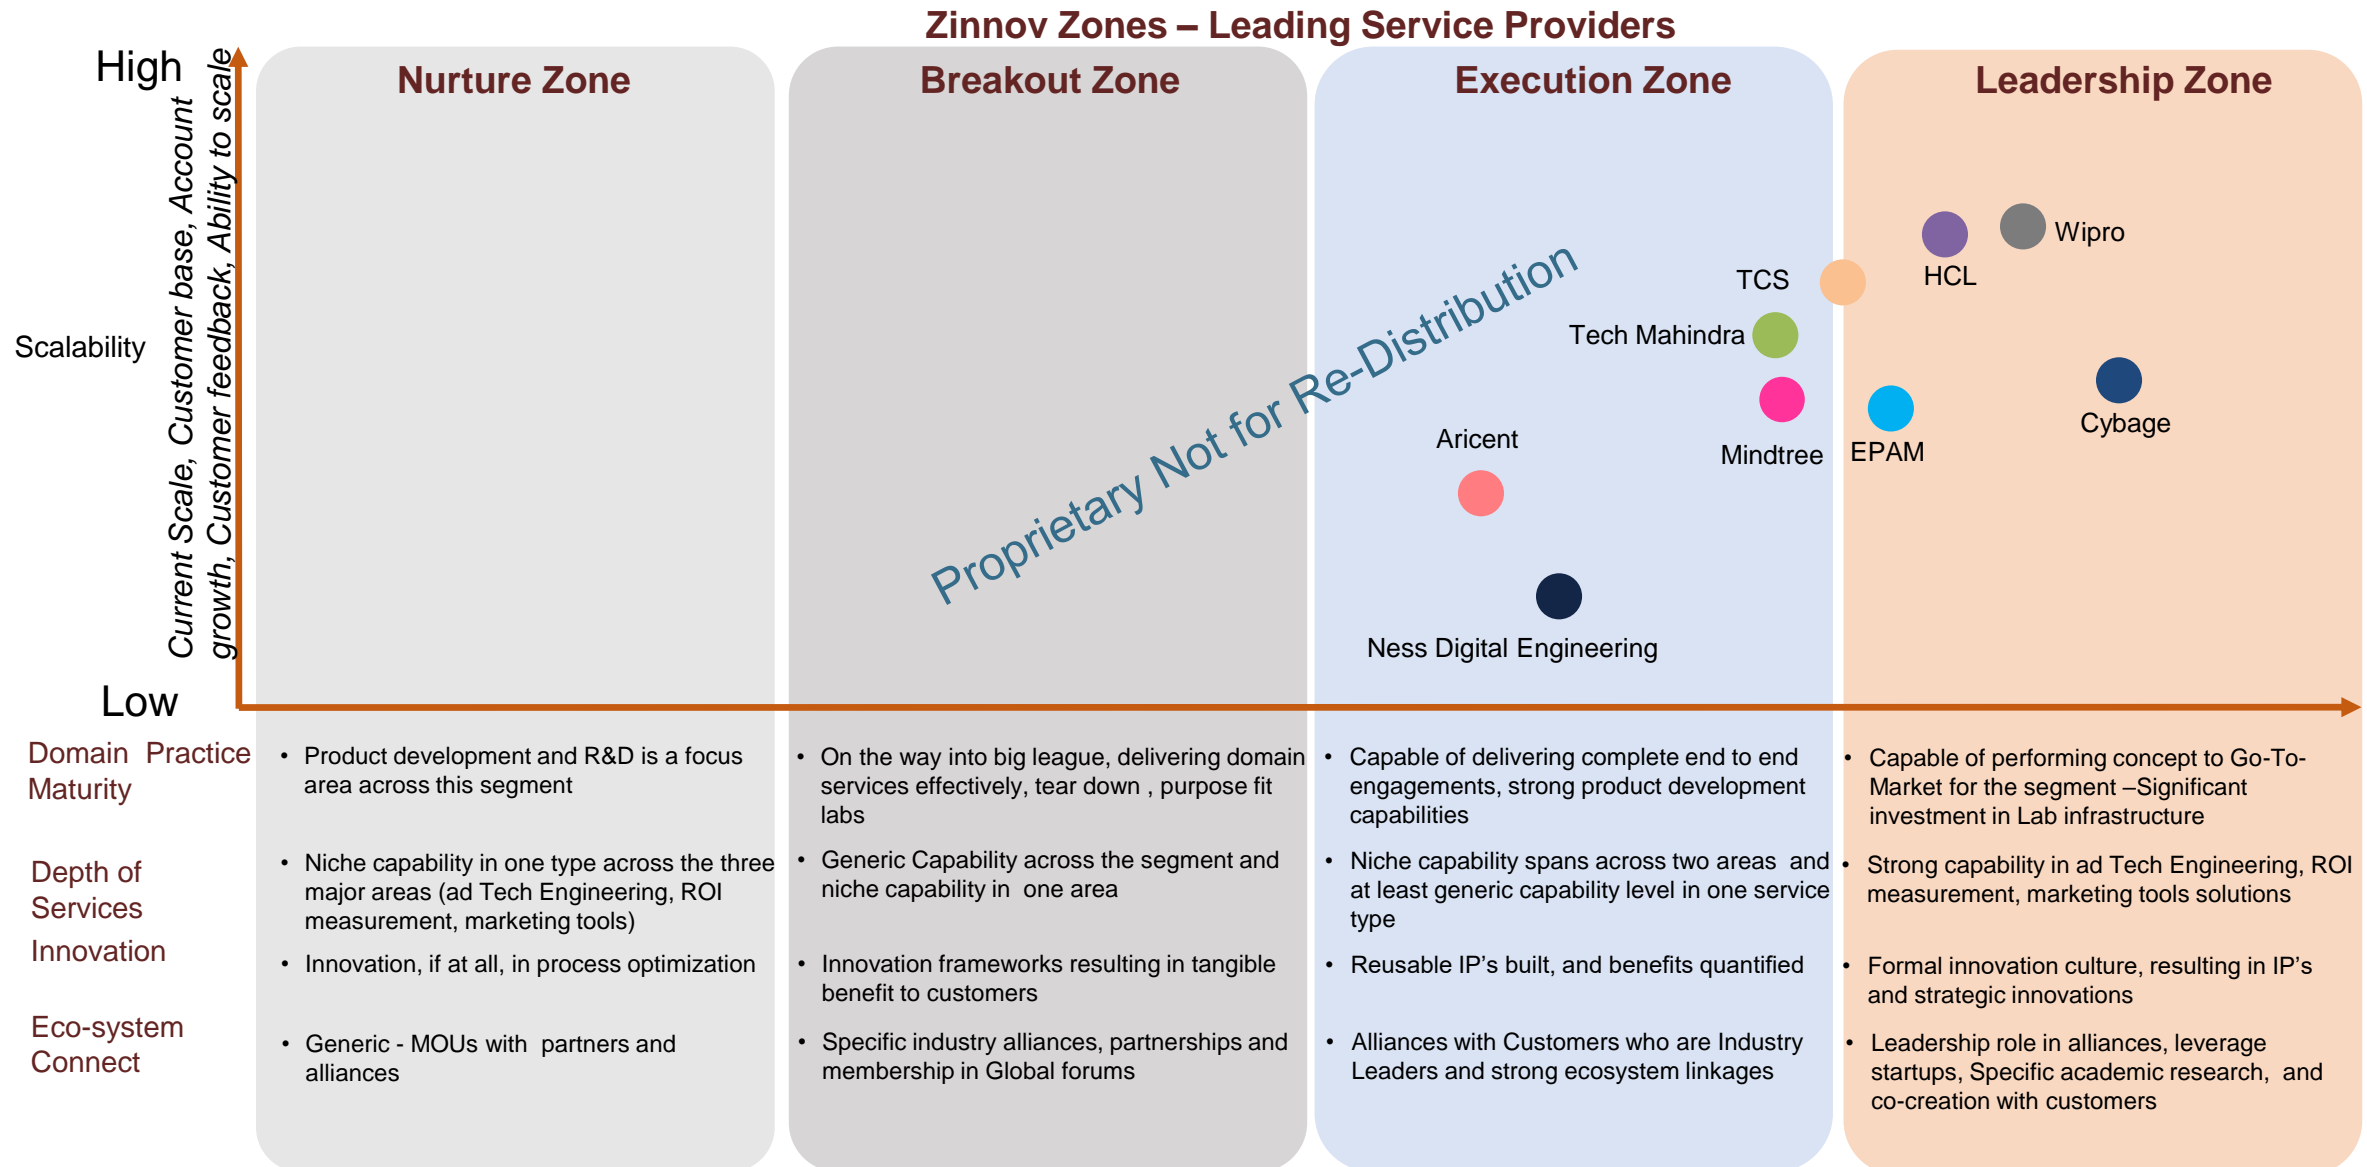 Zinnov Zones – Leading Service Providers
High
Nurture Zone
Breakout Zone
Execution Zone
Leadership Zone
Current Scale, Customer base, Account
growth, Customer feedback, Ability to scale
Scalability
Low
Wipro
HCL
TCS
Tech Mahindra
Cybage
Mindtree
EPAM
Aricent
Ness Digital Engineering
Proprietary Not for Re-Distribution
Domain Practice
Maturity
• Product development and R&D is a focus
area across this segment
• On the way into big league, delivering domain
services effectively, tear down , purpose fit
labs
• Capable of delivering complete end to end
engagements, strong product development
capabilities
• Capable of performing concept to Go-To-
Market for the segment –Significant
investment in Lab infrastructure
Depth of
Services
• Niche capability in one type across the three
major areas (ad Tech Engineering, ROI
measurement, marketing tools)
• Generic Capability across the segment and
niche capability in one area
• Niche capability spans across two areas and
at least generic capability level in one service
type
• Strong capability in ad Tech Engineering, ROI
measurement, marketing tools solutions
Innovation
• Innovation, if at all, in process optimization
• Innovation frameworks resulting in tangible
benefit to customers
• Reusable IP’s built, and benefits quantified
• Formal innovation culture, resulting in IP’s
and strategic innovations
Eco-system
Connect
• Generic - MOUs with partners and
alliances
• Specific industry alliances, partnerships and
membership in Global forums
• Alliances with Customers who are Industry
Leaders and strong ecosystem linkages
• Leadership role in alliances, leverage
startups, Specific academic research, and
co-creation with customers